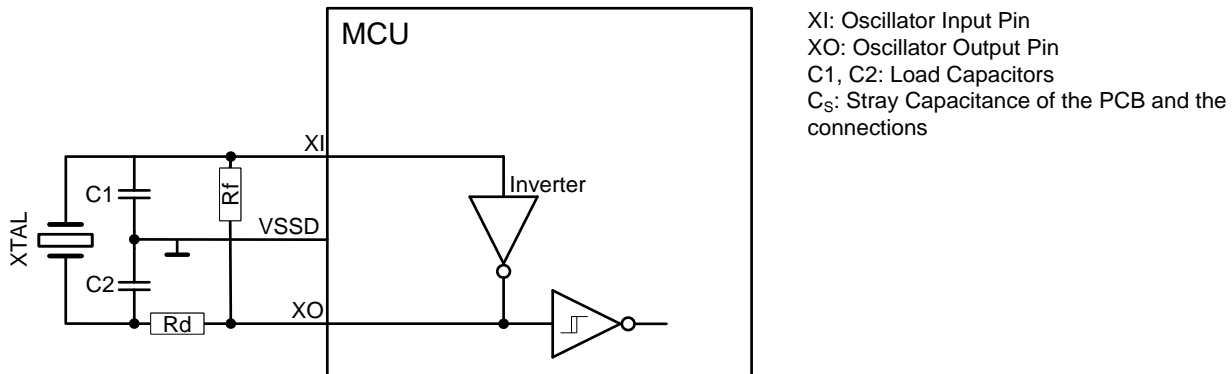 MCU
XI: Oscillator Input Pin
XO: Oscillator Output Pin
C1, C2: Load Capacitors
CS: Stray Capacitance of the PCB and the
connections
XI
Inverter
C1
Rf
XTAL
VSSD
C2
Rd
XO